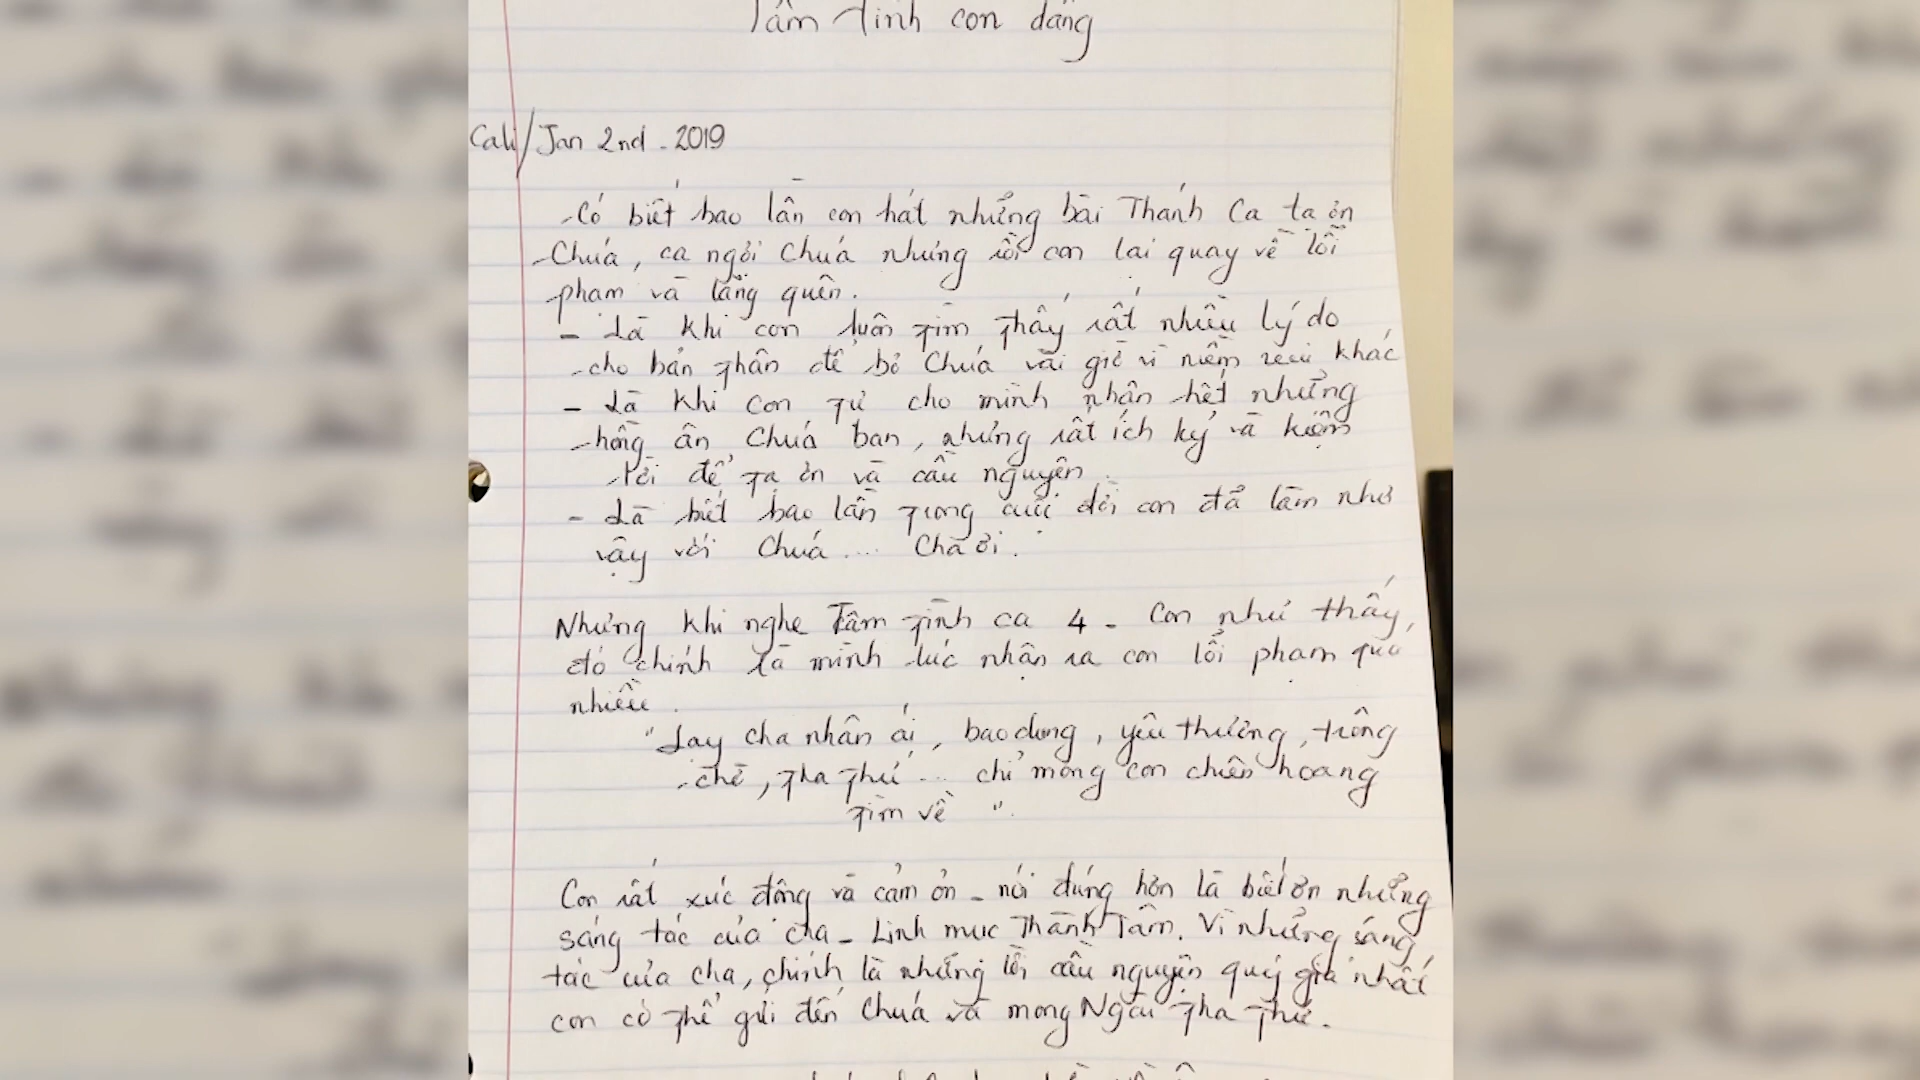 Tâm tình con dâng
Cali/Jan 2nd - 2019
Có biết bao lần con hát những bài Thánh Ca tạ ơn
Chúa, ca ngợi Chúa nhưng rồi con lại quay về lỗi
phạm và lãng quên.
- Là khi con luôn tìm thấy rất nhiều lý do
cho bản thân để bỏ Chúa vài giờ vì niềm vui khác
- Là khi con tự cho mình nhận hết những
hồng ân Chúa ban, nhưng rất ích kỷ và kiệm
lời để tạ ơn và cầu nguyện.
- Là biết bao lần trong cuộc đời con đã làm như
vậy với Chúa... Cha ơi.
Nhưng khi nghe Tâm tình ca 4 - Con như thấy,
đó chính là mình lúc nhận ra con lỗi phạm quá
nhiều.
"Lạy cha nhân ái, bao dung, yêu thương, trông
chờ, tha thứ ... chỉ mong con chiên hoang
tìm về".
Con rất xúc động và cảm ơn - nói đúng hơn là biết ơn những
sáng tác của cha - Linh mục Thành Tâm. Vì những sáng
tác của cha, chính là những lời cầu nguyện quý giá nhất
con có thể gửi đến Chúa và mong Ngài tha thứ.